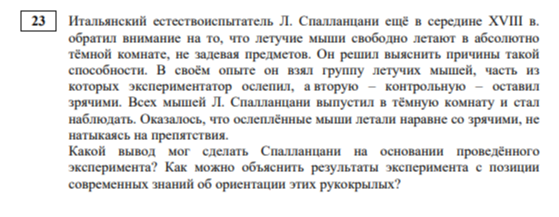 23
Итальянский естествоиспытатель Л. Спалланцани ещё в середине XVIII в.
обратил внимание на то, что летучие мыши свободно летают в абсолютно
тёмной комнате, не задевая предметов. Он решил выяснить причины такой
способности. В своём опыте он взял группу летучих мышей, часть из
которых экспериментатор ослепил, а вторую – контрольную – оставил
зрячими. Всех мышей Л. Спалланцани выпустил в тёмную комнату и стал
наблюдать. Оказалось, что ослеплённые мыши летали наравне со зрячими, не
натыкаясь на препятствия.
Какой вывод мог сделать Спалланцани на основании проведённого
эксперимента? Как можно объяснить результаты эксперимента с позиции
современных знаний об ориентации этих рукокрылых?